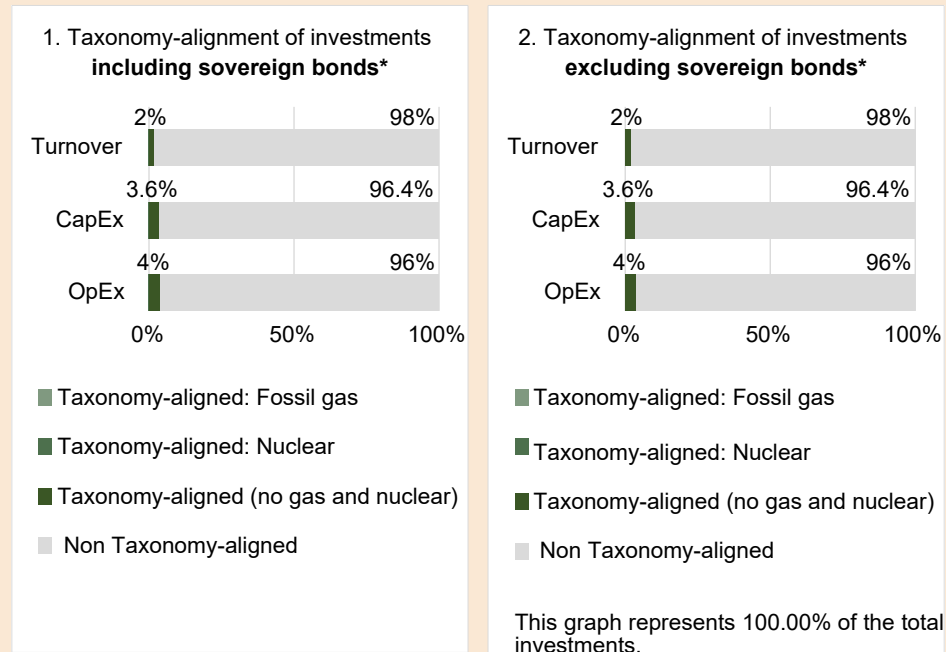 1. Taxonomy-alignment of investments
including sovereign bonds*
2% 98%
Turnover
3.6% 96.4%
CapEx
4% 96%
OpEx
0% 50% 100%
Taxonomy-aligned: Fossil gas
Taxonomy-aligned: Nuclear
Taxonomy-aligned (no gas and nuclear)
Non Taxonomy-aligned
2. Taxonomy-alignment of investments
excluding sovereign bonds*
2% 98%
Turnover
3.6% 96.4%
CapEx
4% 96%
OpEx
0% 50% 100%
Taxonomy-aligned: Fossil gas
Taxonomy-aligned: Nuclear
Taxonomy-aligned (no gas and nuclear)
Non Taxonomy-aligned
This graph represents 100.00% of the total
investments.